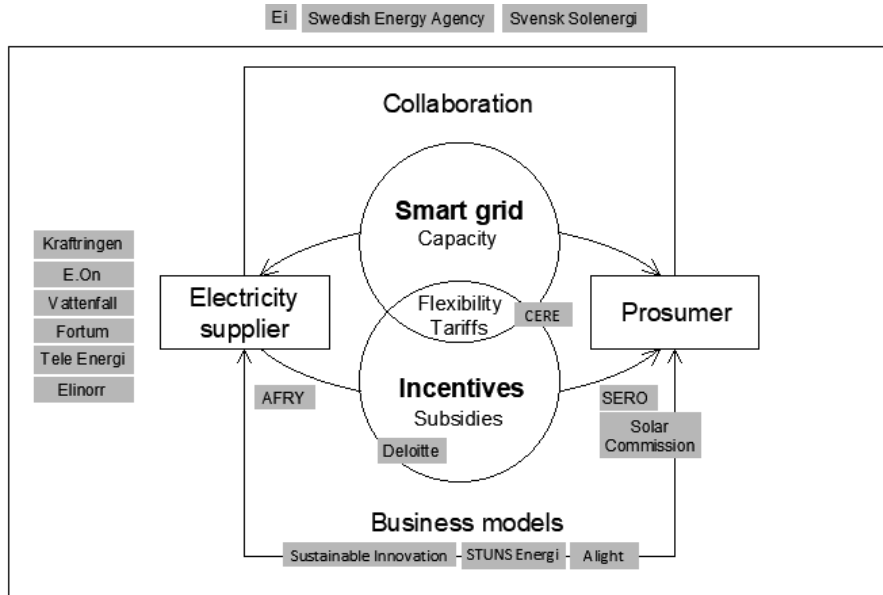 Ei Swedish Energy Agency Svensk Solenergi
Collaboration
Smart grid
Capacity
Kraftringen
E.On
Vattenfall
Fortum
Tele Energi
Elinorr
Electricity
supplier
Flexibility
Tariffs
CERE
Prosumer
Incentives
Subsidies
AFRY
Deloitte
SERO
Solar
Commission
Business models
Sustainable Innovation STUNS Energi Alight